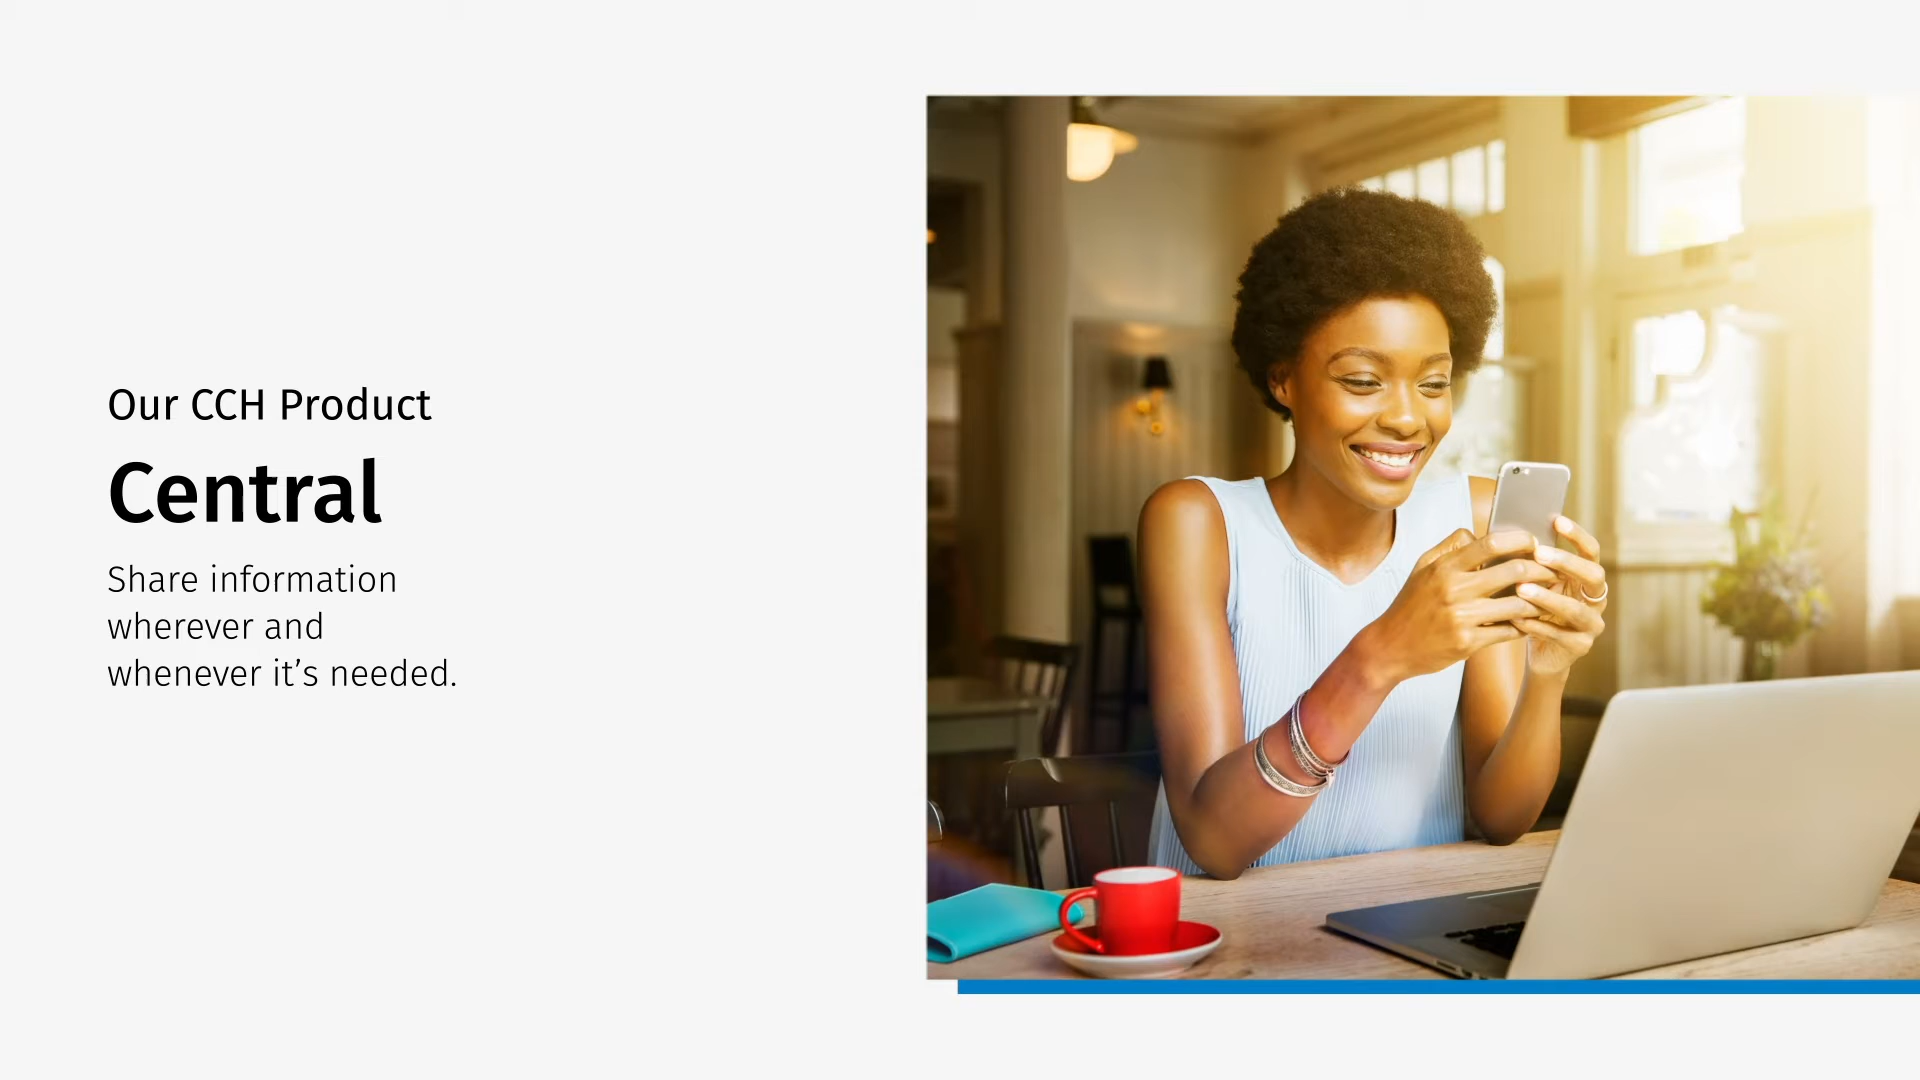 Our CCH Product
Central
Share information
wherever and
whenever it’s needed.